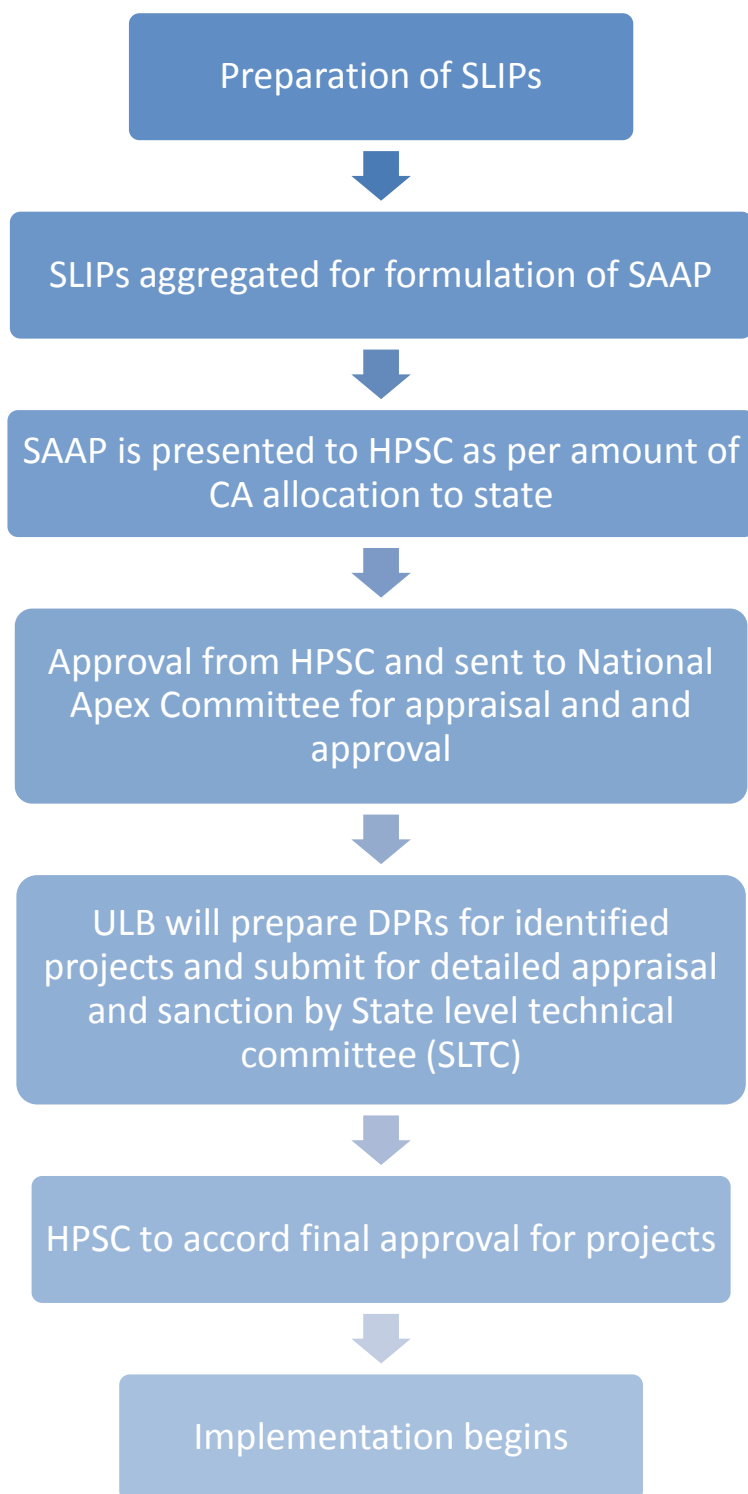 Preparation of SLIPs
SLIPs aggregated for formulation of SAAP
SAAP is presented to HPSC as per amount of
CA allocation to state
Approval from HPSC and sent to National
Apex Committee for appraisal and and
approval
ULB will prepare DPRs for identified
projects and submit for detailed appraisal
and sanction by State level technical
committee (SLTC)
HPSC to accord final approval for projects
Implementation begins